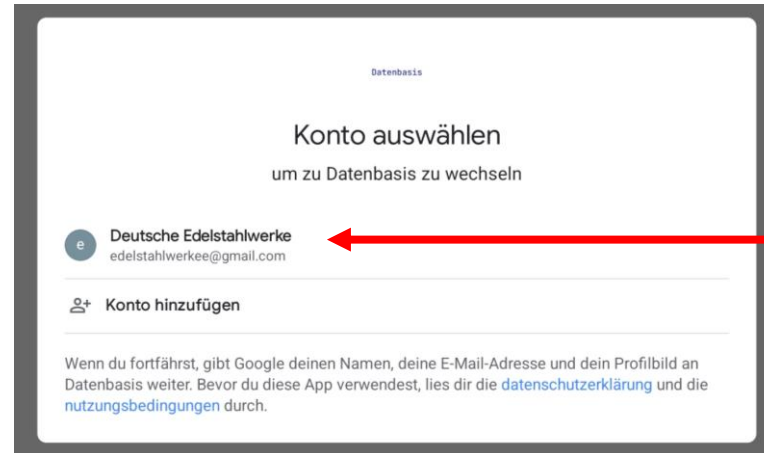 Datenbasis
Konto auswählen
um zu Datenbasis zu wechseln
e
Deutsche Edelstahlwerke
edelstahlwerkee@gmail.com
Konto hinzufügen
Wenn du fortfährst, gibt Google deinen Namen, deine E-Mail-Adresse und dein Profilbild an
Datenbasis weiter. Bevor du diese App verwendest, lies dir die datenschutzerklärung und die
nutzungsbedingungen durch.